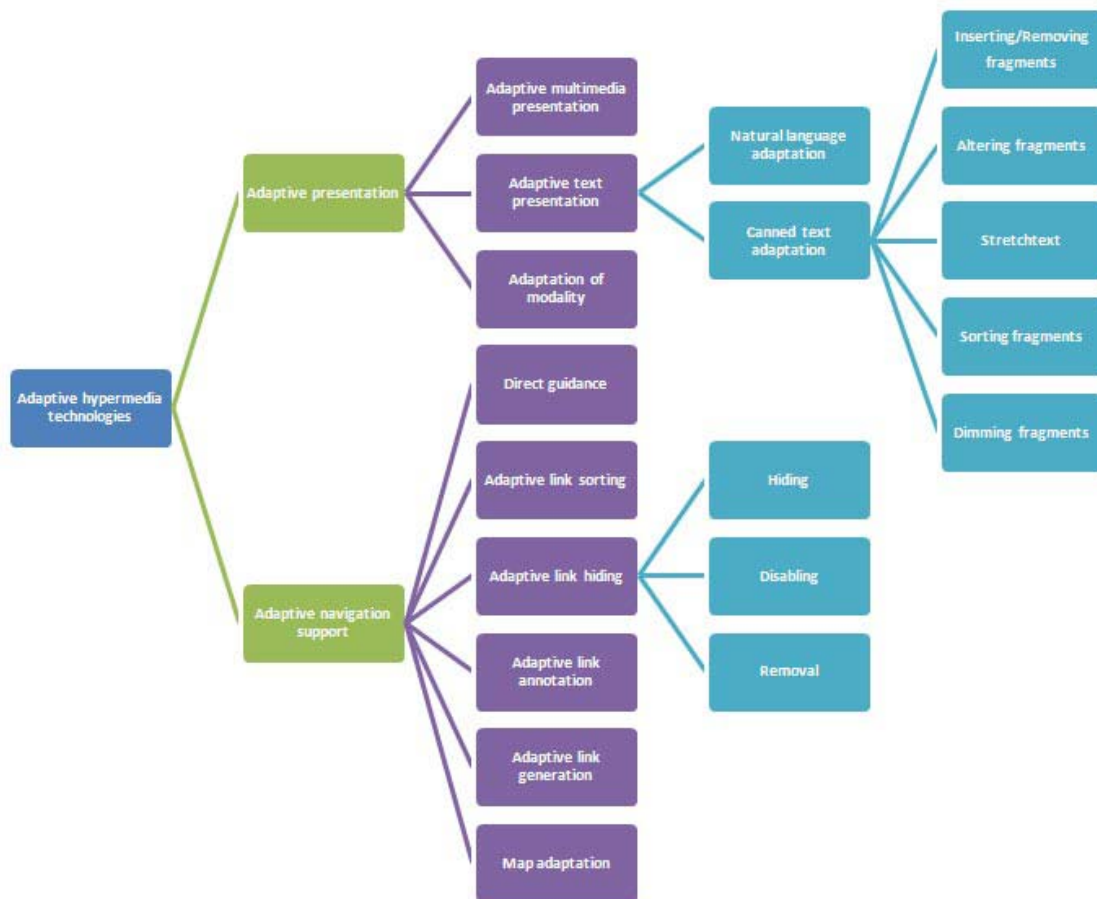 Adaptive hypermedia
technologies
Adaptive presentation
Adaptive multimedia
presentation
Adaptive text
presentation
Natural language
adaptation
Canned text
adaptation
Inserting/Removing
fragments
Altering fragments
Stretchtext
Sorting fragments
Dimming fragments
Adaptation of
modality
Adaptive navigation
support
Direct guidance
Adaptive link sorting
Adaptive link hiding
Hiding
Disabling
Removal
Adaptive link
annotation
Adaptive link
generation
Map adaptation